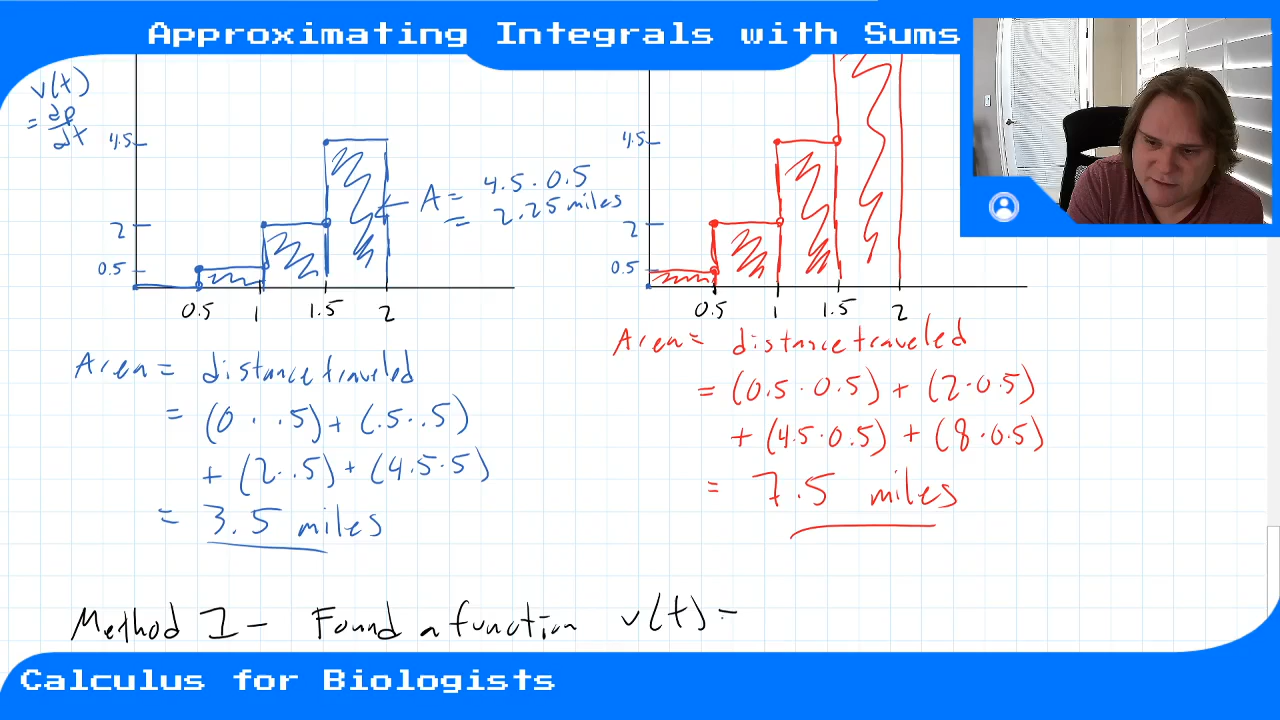 Approximating Integrals with Sums
v(t)
= dp/dt
4.5
2
0.5
0.5 1 1.5 2
A = 4.5 · 0.5
= 2.25 miles
4.5
2
0.5
0.5 1 1.5 2
Area = distance traveled
= (0 · .5) + (.5 · .5)
+ (2 · .5) + (4.5 · 5)
= 3.5 miles
Area = distance traveled
= (0.5 · 0.5) + (2 · 0.5)
+ (4.5 · 0.5) + (8 · 0.5)
= 7.5 miles
Method 1 - Found a function v(t) =
Calculus for Biologists